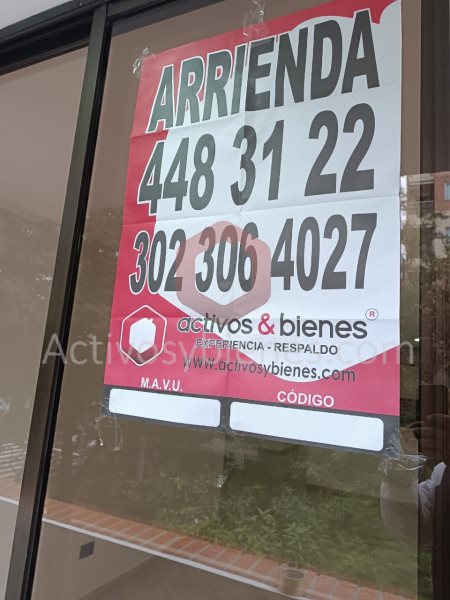 ARRIENDA
448 31 22
302 306 4027
activos & bienes ®
EXPERIENCIA - RESPALDO
Activosybienes.com
www.activosybienes.com
M.A.V.U. CÓDIGO